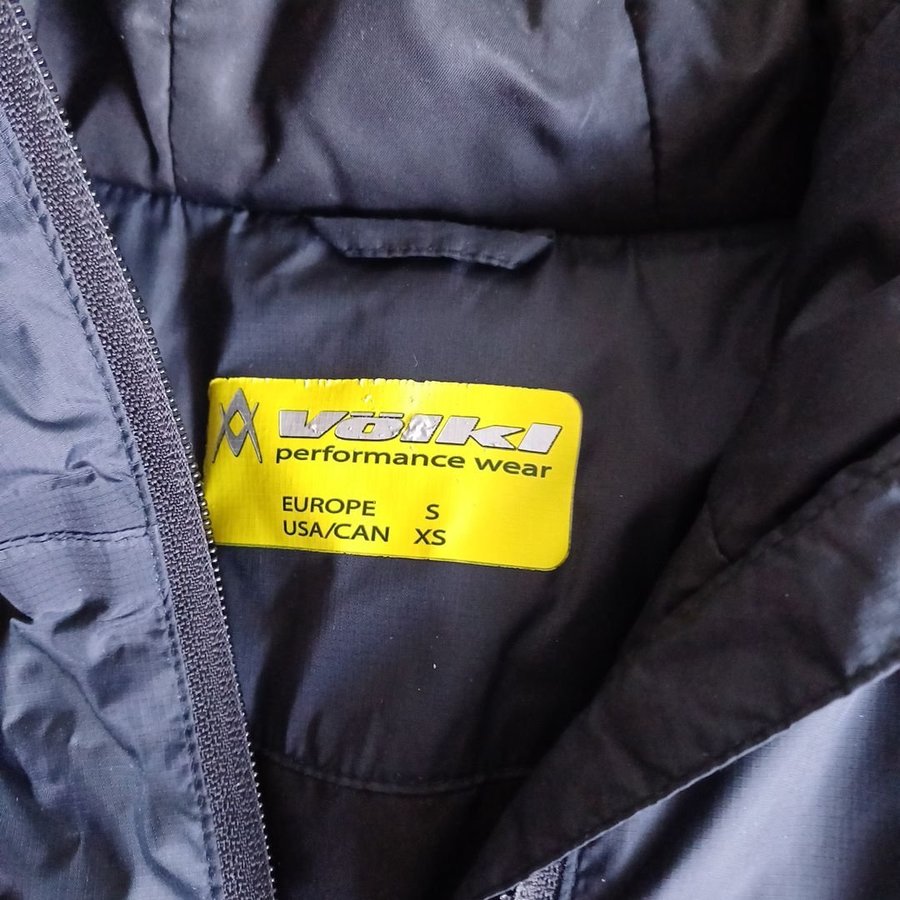 Völkl
performance wear
EUROPE S
USA/CAN XS